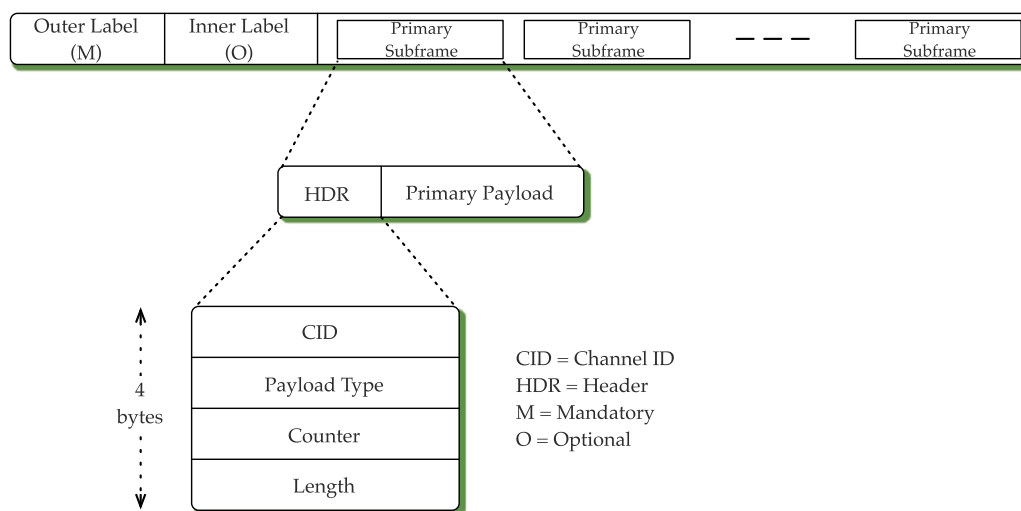 Outer Label
(M)
Inner Label
(O)
Primary
Subframe
Primary
Subframe
Primary
Subframe
HDR
Primary Payload
CID
Payload Type
Counter
Length
4
bytes
CID = Channel ID
HDR = Header
M = Mandatory
O = Optional